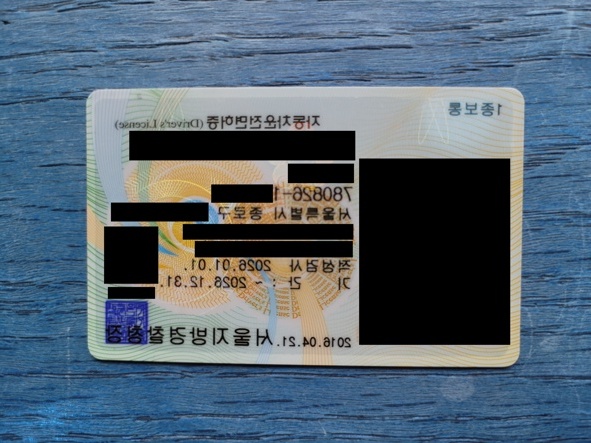 1종보통
자동차운전면허증 (Driver's License)
780826-1
서울특별시 종로구
적성검사 2026.01.01.
기 간 : ~ 2026.12.31.
2016.04.21. 서울지방경찰청장